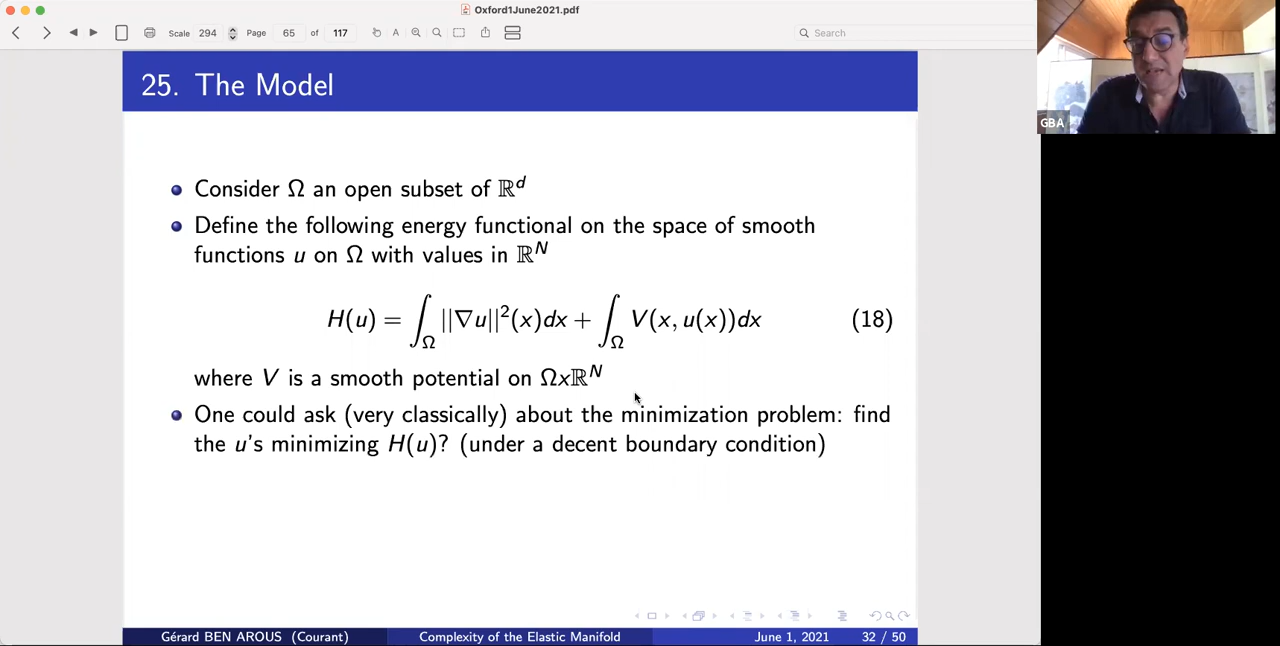 Oxford1June2021.pdf
Scale 294 Page 65 of 117 A Search
25. The Model
GBA
Consider Ω an open subset of ℝ^d
Define the following energy functional on the space of smooth
functions u on Ω with values in ℝ^N
H(u) = ∫_Ω ||∇u||²(x)dx + ∫_Ω V(x, u(x))dx (18)
where V is a smooth potential on Ωxℝ^N
One could ask (very classically) about the minimization problem: find
the u's minimizing H(u)? (under a decent boundary condition)
Gérard BEN AROUS (Courant) Complexity of the Elastic Manifold June 1, 2021 32 / 50